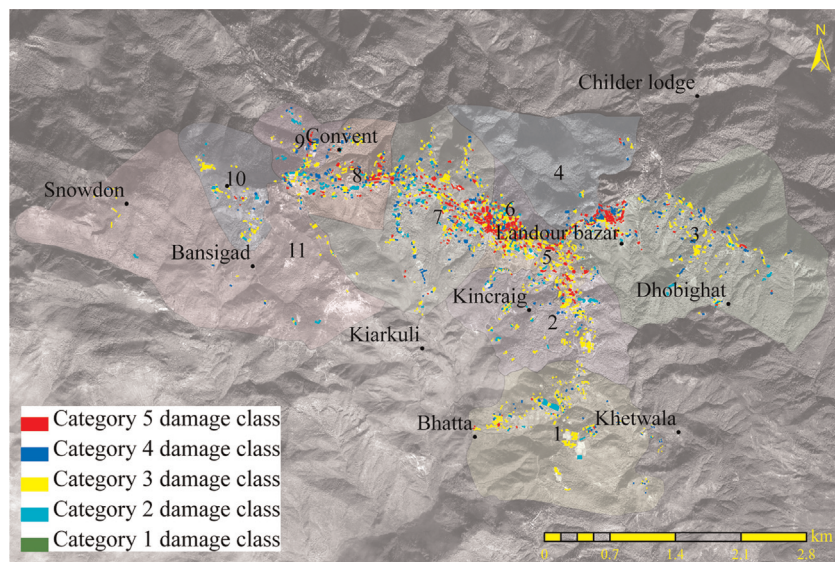 N
Childer lodge
9
Convent
4
10
8
Snowdon
6
7
Landour bazar
3
5
Bansigad
11
Kincraig
Dhobighat
2
Kiarkuli
Category 5 damage class
Category 4 damage class
Category 3 damage class
Category 2 damage class
Category 1 damage class
Bhatta
1
Khetwala
km
0 0.7 1.4 2.1 2.8